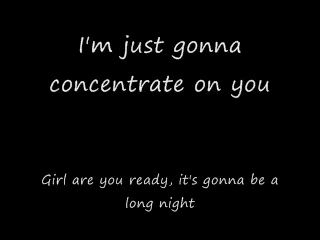 I'm just gonna
concentrate on you
Girl are you ready, it's gonna be a
long night